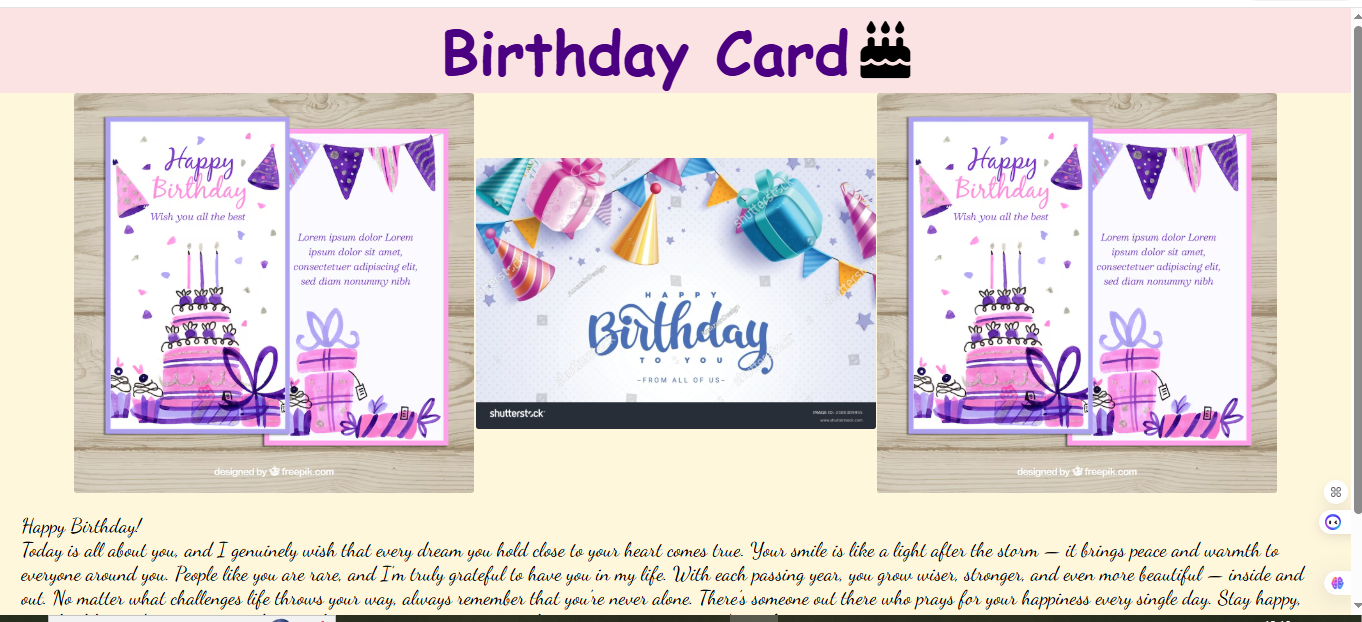 Birthday Card
Happy
Birthday
Wish you all the best
Lorem ipsum dolor Lorem
ipsum dolor sit amet,
consectetuer adipiscing elit,
sed diam nonummy nibh
designed by freepik.com
HAPPY
Birthday
TO YOU
-FROM ALL OF US-
shutterstock
www.shutterstock.com
Happy
Birthday
Wish you all the best
Lorem ipsum dolor Lorem
ipsum dolor sit amet,
consectetuer adipiscing elit,
sed diam nonummy nibh
designed by freepik.com
Happy Birthday!
Today is all about you, and I genuinely wish that every dream you hold close to your heart comes true. Your smile is like a light after the storm — it brings peace and warmth to
everyone around you. People like you are rare, and I'm truly grateful to have you in my life. With each passing year, you grow wiser, stronger, and even more beautiful — inside and
out. No matter what challenges life throws your way, always remember that you're never alone. There's someone out there who prays for your happiness every single day. Stay happy,